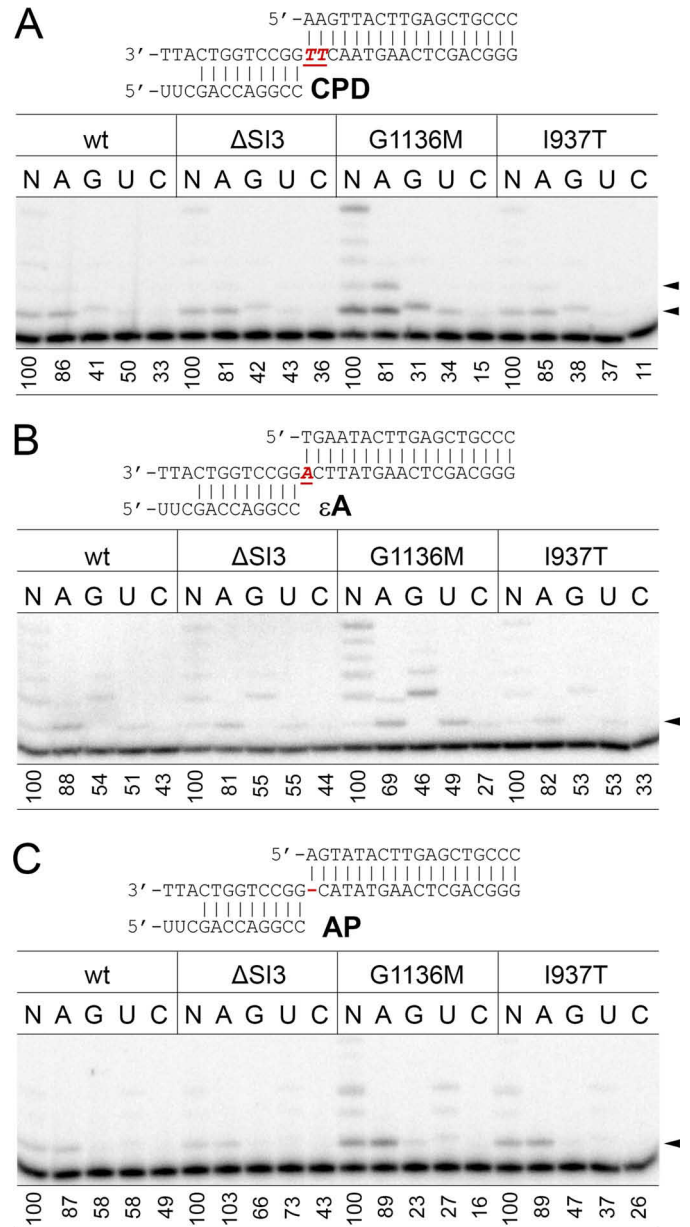 A
5'-AAGTTACTTGAGCTGCCC
3'-TTACTGGTCCGGTTCAATGAACTCGACGGG
5'-UUCGACCAGGCC CPD
wt ΔSI3 G1136M I937T
N A G U C N A G U C N A G U C N A G U C
100 86 41 50 33 100 81 42 43 36 100 81 31 34 15 100 85 38 37 11
B
5'-TGAATACTTGAGCTGCCC
3'-TTACTGGTCCGGACTTATGAACTCGACGGG
5'-UUCGACCAGGCC εA
wt ΔSI3 G1136M I937T
N A G U C N A G U C N A G U C N A G U C
100 88 54 51 43 100 81 55 55 44 100 69 46 49 27 100 82 53 53 33
C
5'-AGTATACTTGAGCTGCCC
3'-TTACTGGTCCGG-CATATGAACTCGACGGG
5'-UUCGACCAGGCC AP
wt ΔSI3 G1136M I937T
N A G U C N A G U C N A G U C N A G U C
100 87 58 58 49 100 103 66 73 43 100 89 23 27 16 100 89 47 37 26